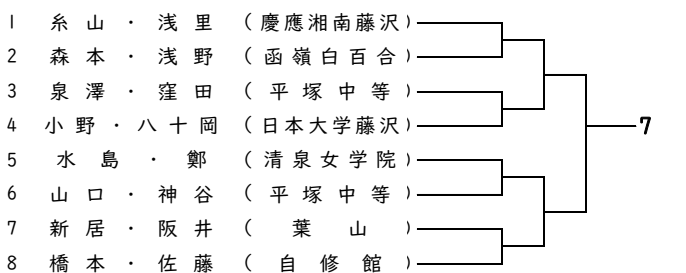 1 糸山・浅里(慶應湘南藤沢)
2 森本・浅野(函嶺白百合)
3 泉澤・窪田(平塚中等)
4 小野・八十岡(日本大学藤沢)
7
5 水島・鄭(清泉女学院)
6 山口・神谷(平塚中等)
7 新居・阪井(葉山)
8 橋本・佐藤(自修館)